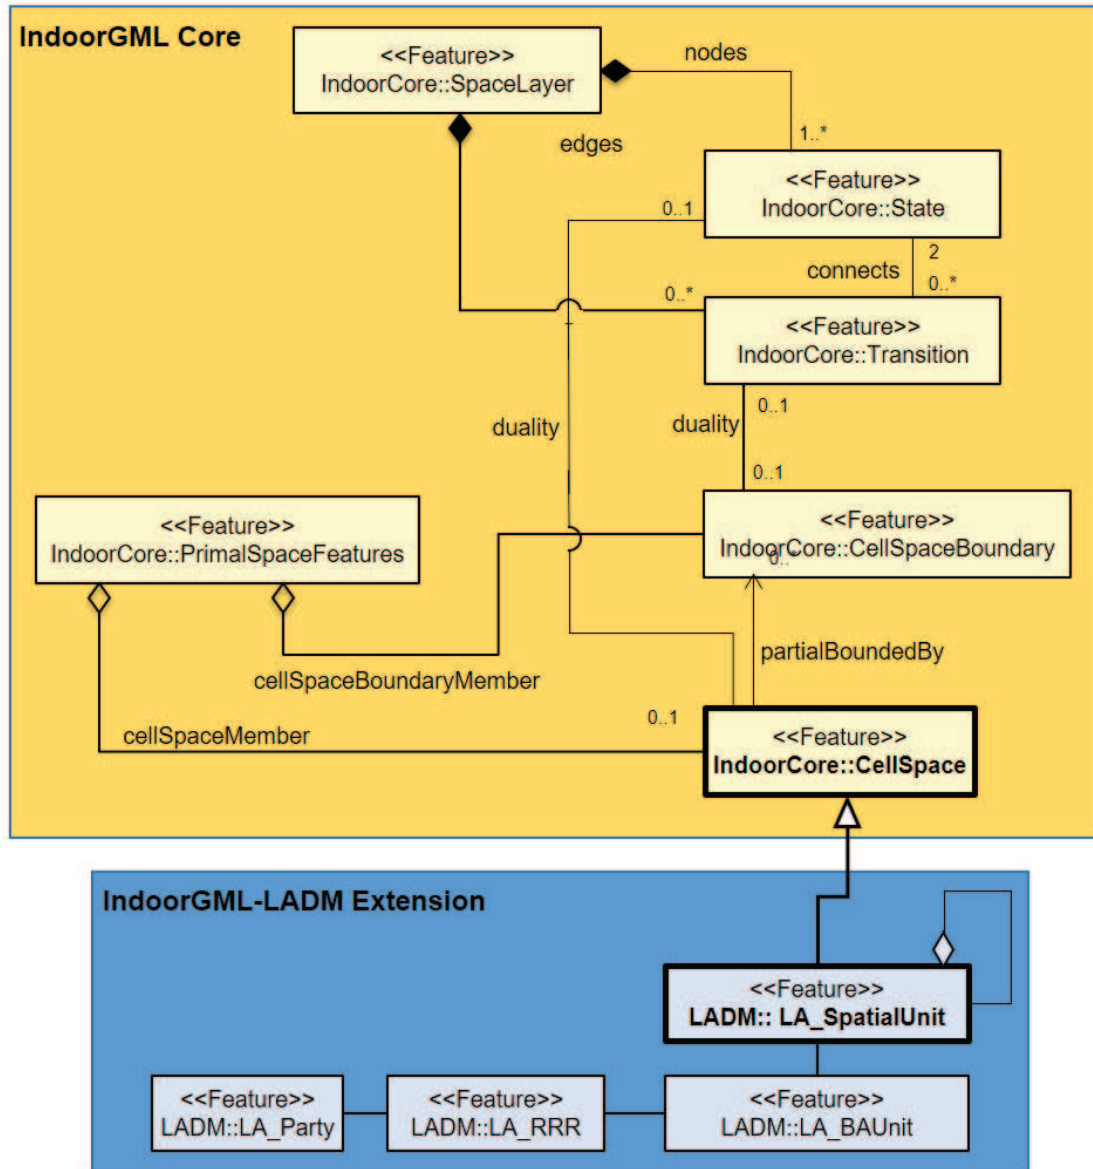 IndoorGML Core
<<Feature>>
IndoorCore::SpaceLayer
nodes
edges
1..*
<<Feature>>
IndoorCore::State
0..1
2
connects
0..*
0..*
<<Feature>>
IndoorCore::Transition
0..1
duality
duality
0..1
<<Feature>>
IndoorCore::PrimalSpaceFeatures
<<Feature>>
IndoorCore::CellSpaceBoundary
0..*
partialBoundedBy
cellSpaceBoundaryMember
0..1
cellSpaceMember
<<Feature>>
IndoorCore::CellSpace
IndoorGML-LADM Extension
<<Feature>>
LADM:: LA_SpatialUnit
<<Feature>>
LADM::LA_Party
<<Feature>>
LADM::LA_RRR
<<Feature>>
LADM::LA_BAUnit